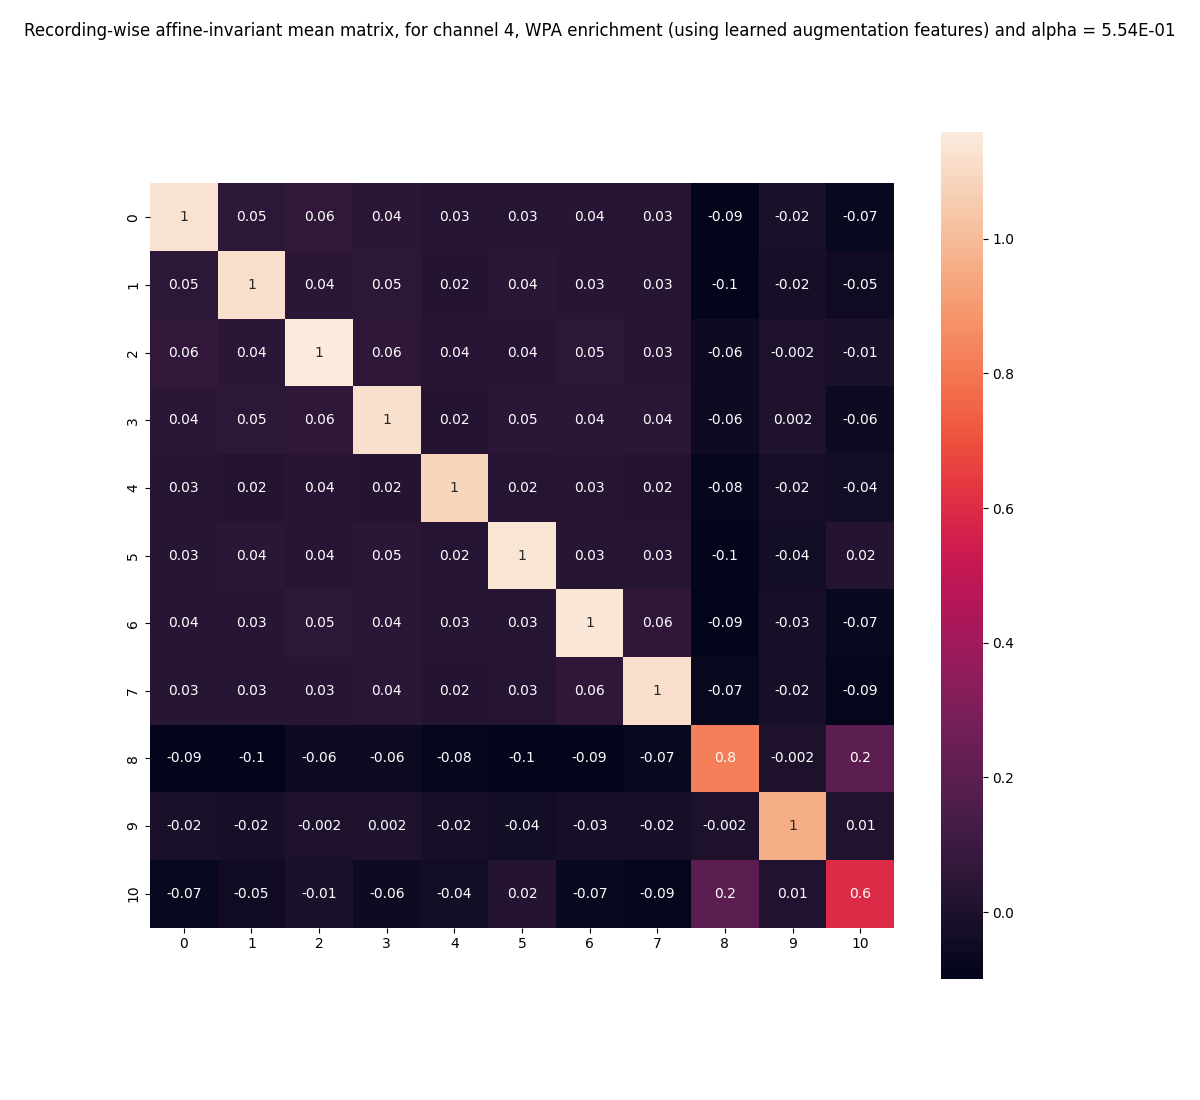 Recording-wise affine-invariant mean matrix, for channel 4, WPA enrichment (using learned augmentation features) and alpha = 5.54E-01
0 1 0.05 0.06 0.04 0.03 0.03 0.04 0.03 -0.09 -0.02 -0.07
1 0.05 1 0.04 0.05 0.02 0.04 0.03 0.03 -0.1 -0.02 -0.05
2 0.06 0.04 1 0.06 0.04 0.04 0.05 0.03 -0.06 -0.002 -0.01
3 0.04 0.05 0.06 1 0.02 0.05 0.04 0.04 -0.06 0.002 -0.06
4 0.03 0.02 0.04 0.02 1 0.02 0.03 0.02 -0.08 -0.02 -0.04
5 0.03 0.04 0.04 0.05 0.02 1 0.03 0.03 -0.1 -0.04 0.02
6 0.04 0.03 0.05 0.04 0.03 0.03 1 0.06 -0.09 -0.03 -0.07
7 0.03 0.03 0.03 0.04 0.02 0.03 0.06 1 -0.07 -0.02 -0.09
8 -0.09 -0.1 -0.06 -0.06 -0.08 -0.1 -0.09 -0.07 0.8 -0.002 0.2
9 -0.02 -0.02 -0.002 0.002 -0.02 -0.04 -0.03 -0.02 -0.002 1 0.01
10 -0.07 -0.05 -0.01 -0.06 -0.04 0.02 -0.07 -0.09 0.2 0.01 0.6
0 1 2 3 4 5 6 7 8 9 10
1.0
0.8
0.6
0.4
0.2
0.0